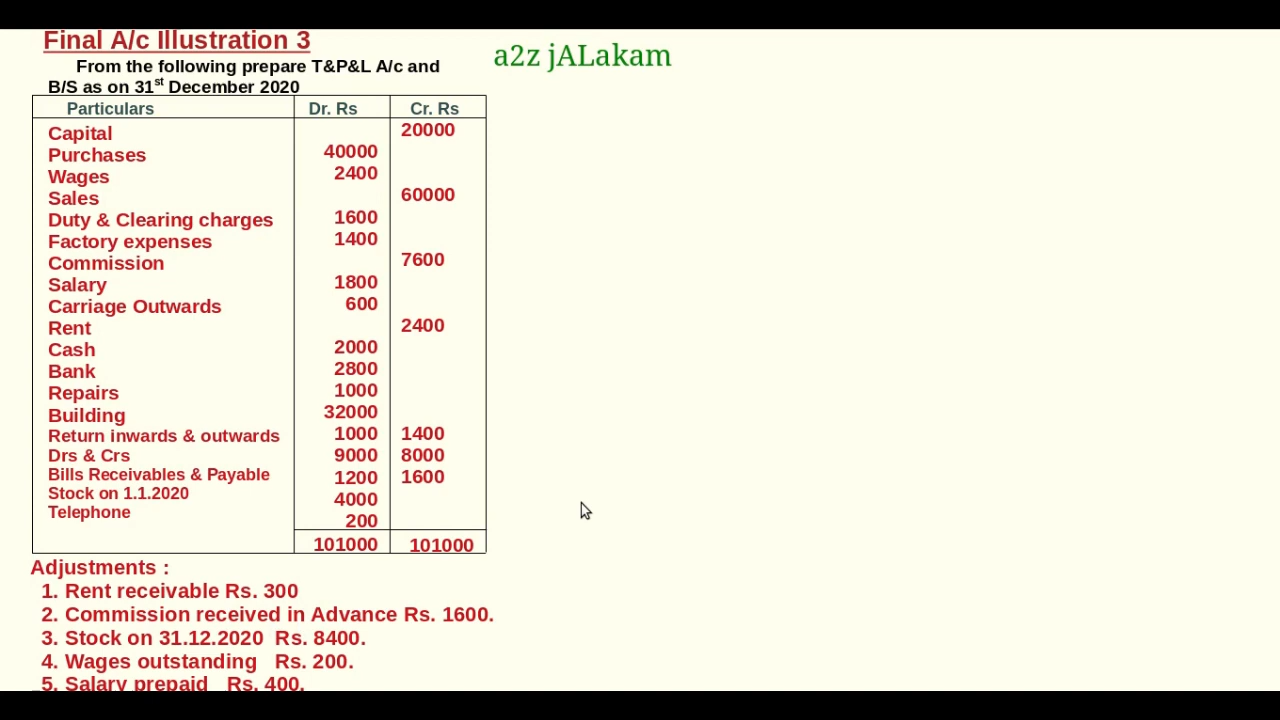 Final A/c Illustration 3
a2z jALakam
From the following prepare T&P&L A/c and
B/S as on 31st December 2020
Particulars Dr. Rs Cr. Rs
Capital 20000
Purchases 40000
Wages 2400
Sales 60000
Duty & Clearing charges 1600
Factory expenses 1400
Commission 7600
Salary 1800
Carriage Outwards 600
Rent 2400
Cash 2000
Bank 2800
Repairs 1000
Building 32000
Return inwards & outwards 1000 1400
Drs & Crs 9000 8000
Bills Receivables & Payable 1200 1600
Stock on 1.1.2020 4000
Telephone 200
101000 101000
Adjustments :
1. Rent receivable Rs. 300
2. Commission received in Advance Rs. 1600.
3. Stock on 31.12.2020 Rs. 8400.
4. Wages outstanding Rs. 200.
5. Salary prepaid Rs. 400.